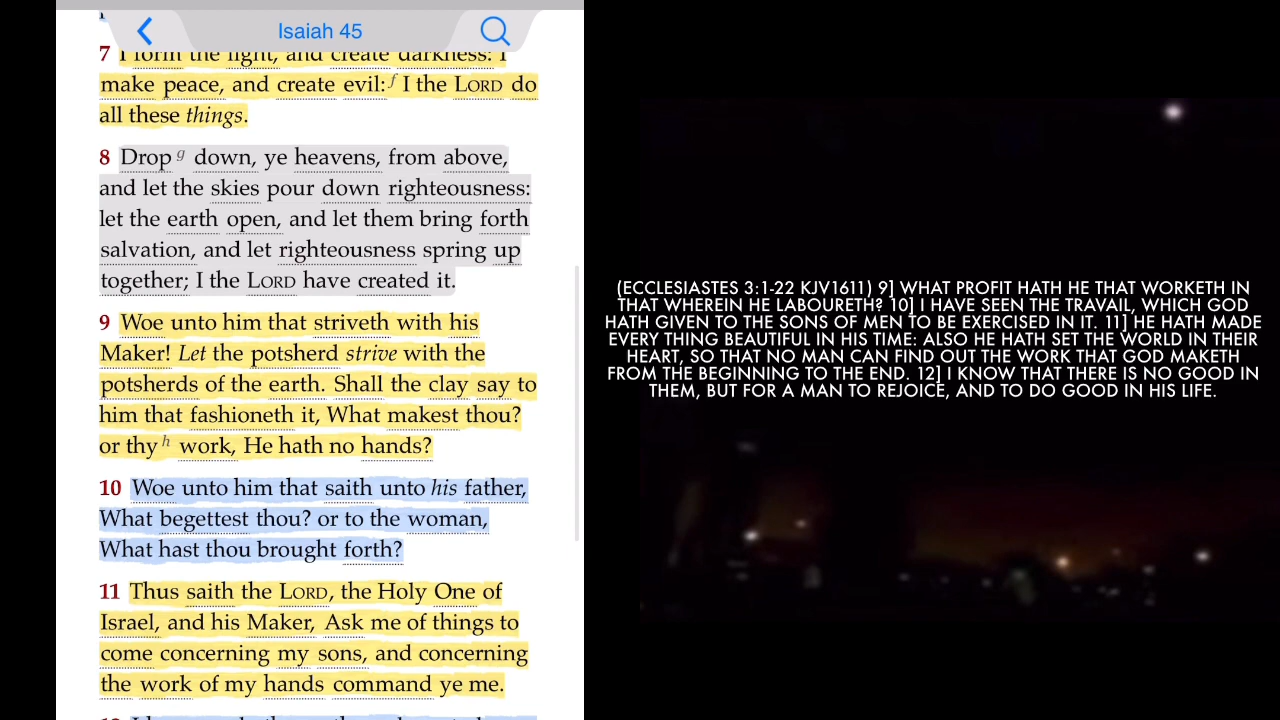 Isaiah 45
7 I form the light, and create darkness: I
make peace, and create evil: f I the LORD do
all these things.
8 Drop g down, ye heavens, from above,
and let the skies pour down righteousness:
let the earth open, and let them bring forth
salvation, and let righteousness spring up
together; I the LORD have created it.
9 Woe unto him that striveth with his
Maker! Let the potsherd strive with the
potsherds of the earth. Shall the clay say to
him that fashioneth it, What makest thou?
or thy h work, He hath no hands?
10 Woe unto him that saith unto his father,
What begettest thou? or to the woman,
What hast thou brought forth?
11 Thus saith the LORD, the Holy One of
Israel, and his Maker, Ask me of things to
come concerning my sons, and concerning
the work of my hands command ye me.
(ECCLESIASTES 3:1-22 KJV1611) 9] WHAT PROFIT HATH HE THAT WORKETH IN
THAT WHEREIN HE LABOURETH? 10] I HAVE SEEN THE TRAVAIL, WHICH GOD
HATH GIVEN TO THE SONS OF MEN TO BE EXERCISED IN IT. 11] HE HATH MADE
EVERY THING BEAUTIFUL IN HIS TIME: ALSO HE HATH SET THE WORLD IN THEIR
HEART, SO THAT NO MAN CAN FIND OUT THE WORK THAT GOD MAKETH
FROM THE BEGINNING TO THE END. 12] I KNOW THAT THERE IS NO GOOD IN
THEM, BUT FOR A MAN TO REJOICE, AND TO DO GOOD IN HIS LIFE.